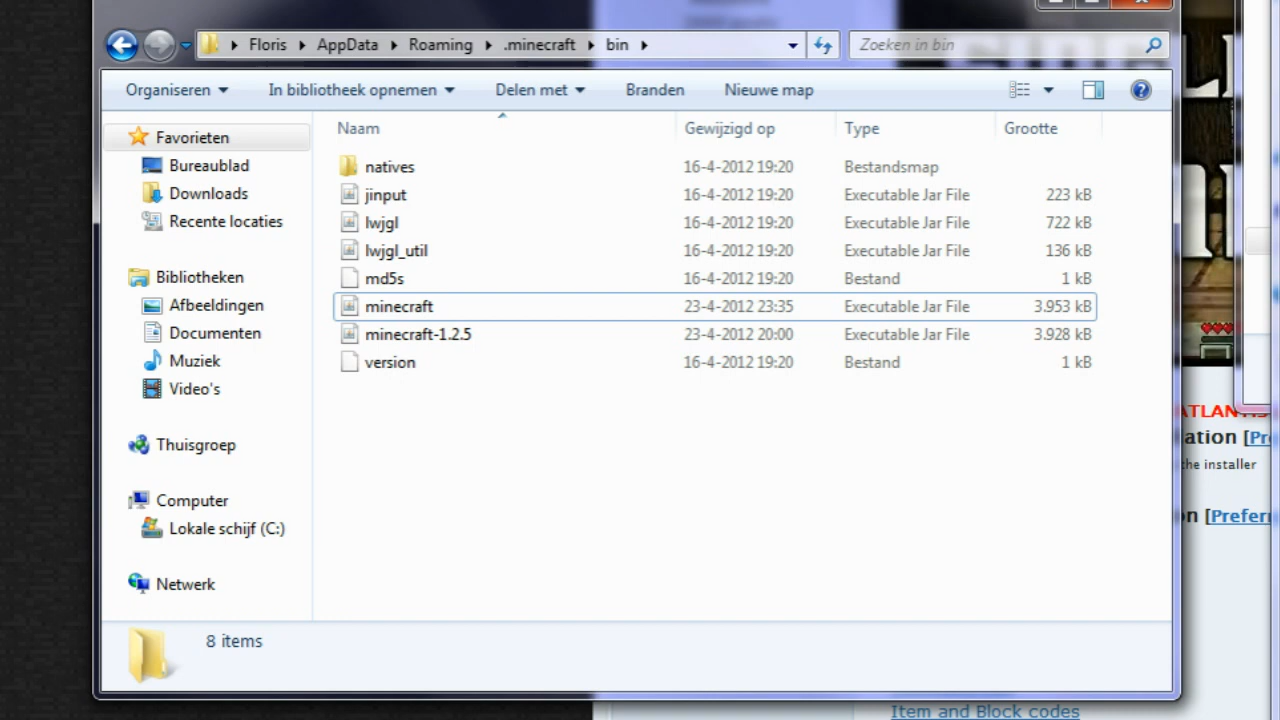 Floris AppData Roaming .minecraft bin Zoeken in bin
Organiseren In bibliotheek opnemen Delen met Branden Nieuwe map
Favorieten
Bureaublad
Downloads
Recente locaties
Bibliotheken
Afbeeldingen
Documenten
Muziek
Video's
Thuisgroep
Computer
Lokale schijf (C:)
Netwerk
Naam Gewijzigd op Type Grootte
natives 16-4-2012 19:20 Bestandsmap
jinput 16-4-2012 19:20 Executable Jar File 223 kB
lwjgl 16-4-2012 19:20 Executable Jar File 722 kB
lwjgl_util 16-4-2012 19:20 Executable Jar File 136 kB
md5s 16-4-2012 19:20 Bestand 1 kB
minecraft 23-4-2012 23:35 Executable Jar File 3.953 kB
minecraft-1.2.5 23-4-2012 20:00 Executable Jar File 3.928 kB
version 16-4-2012 19:20 Bestand 1 kB
8 items
ation [Pr
the installer
on [Prefer
Item and Block codes